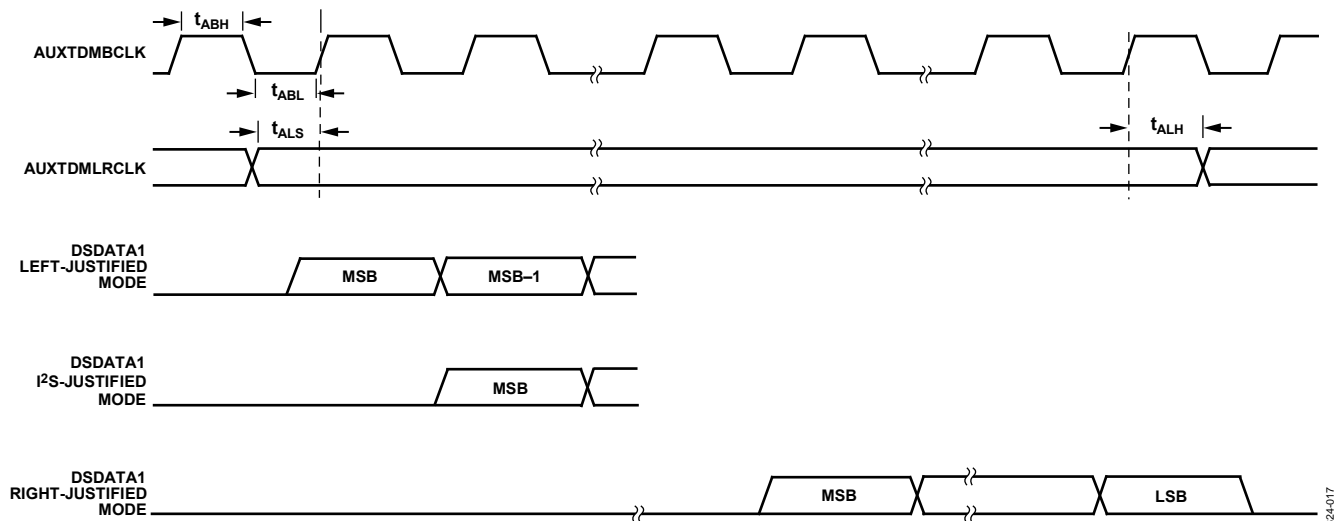 tABH
AUXTDMBCLK
tABL
tALS
tALH
AUXTDMLRCLK
DSDATA1
LEFT-JUSTIFIED
MODE
MSB
MSB–1
DSDATA1
I²S-JUSTIFIED
MODE
MSB
DSDATA1
RIGHT-JUSTIFIED
MODE
MSB
LSB
24-017